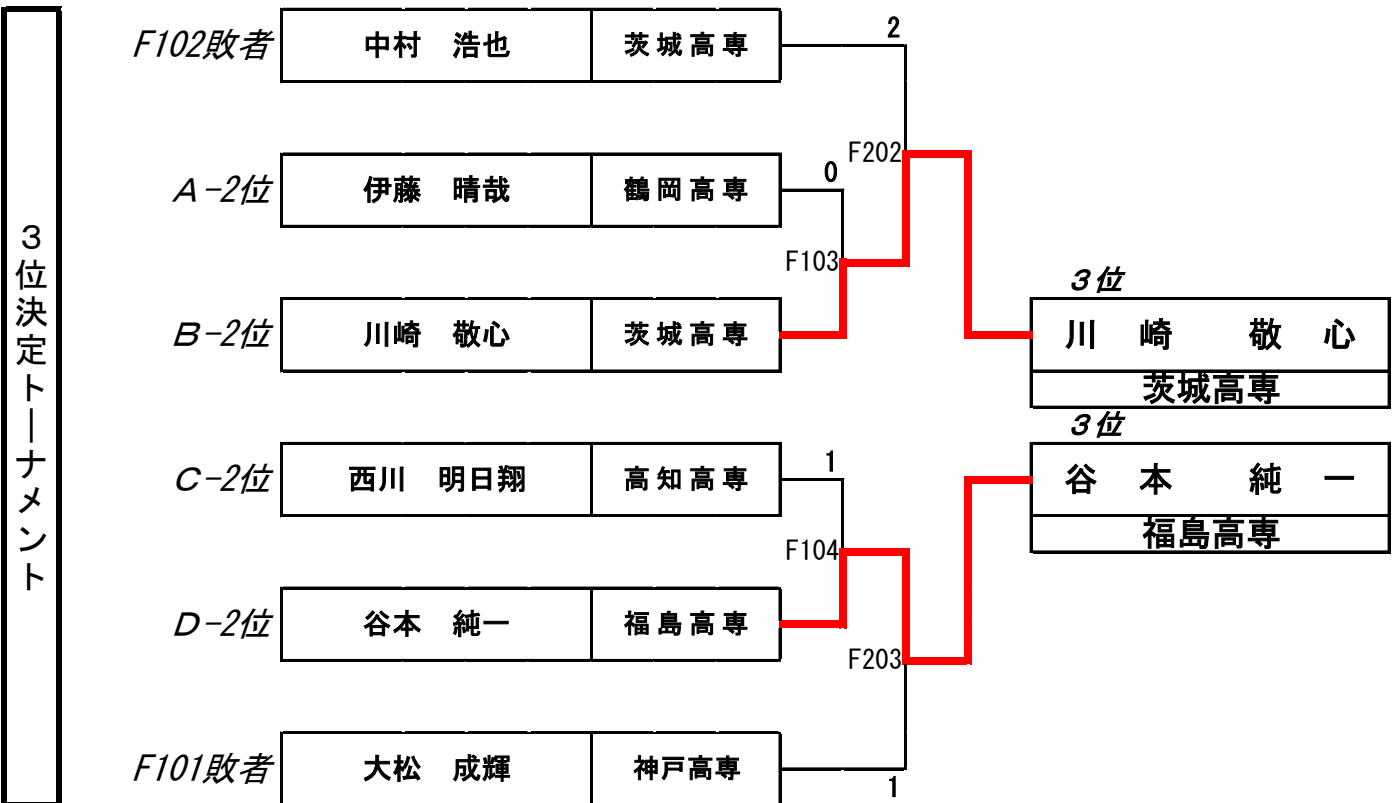 3位決定トーナメント
F102敗者 中村 浩也 茨城高専 2
F202
A-2位 伊藤 晴哉 鶴岡高専 0
F103
B-2位 川崎 敬心 茨城高専
3位
川崎 敬心
茨城高専
3位
谷本 純一
福島高専
C-2位 西川 明日翔 高知高専 1
F104
D-2位 谷本 純一 福島高専
F203
F101敗者 大松 成輝 神戸高専 1